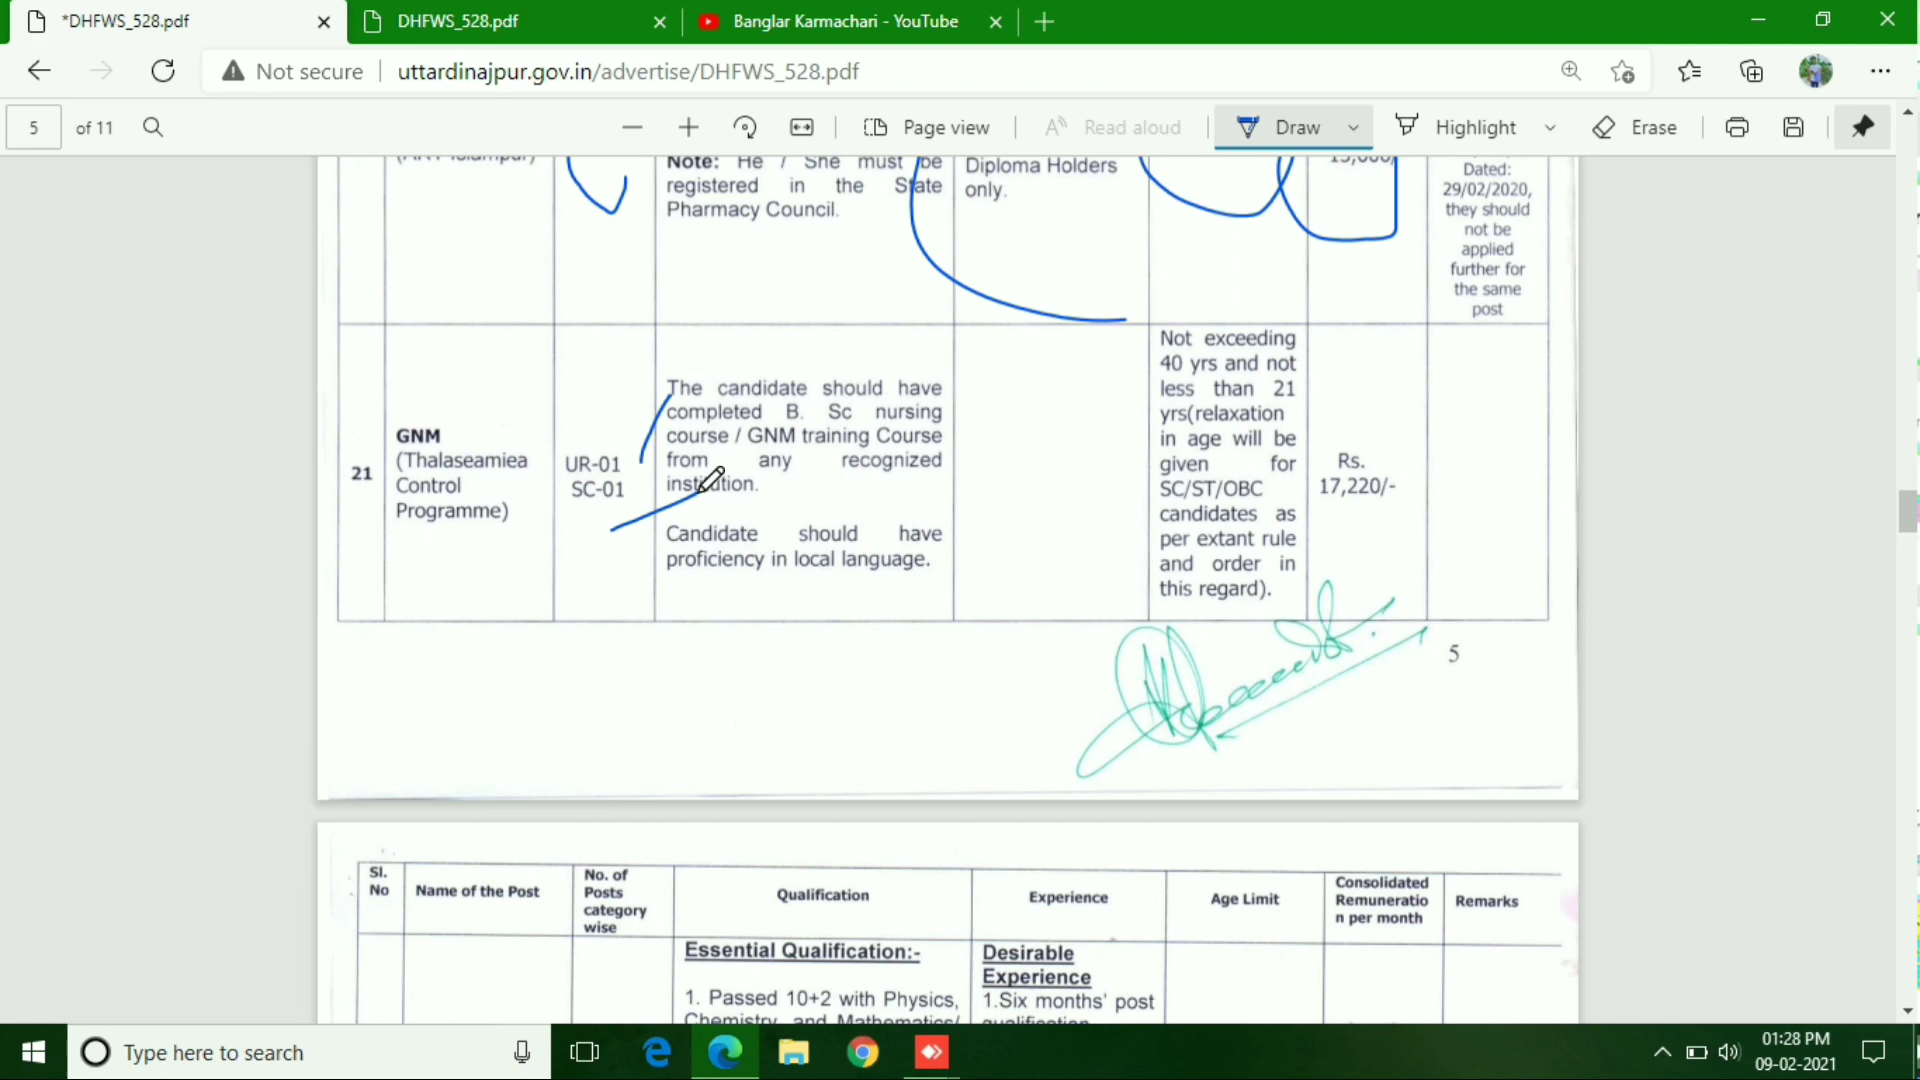 *DHFWS_528.pdf
DHFWS_528.pdf
Banglar Karmachari - YouTube
Not secure
uttardinajpur.gov.in/advertise/DHFWS_528.pdf
5 of 11
Page view
Read aloud
Draw
Highlight
Erase
Note: He / She must be
registered in the State
Pharmacy Council.
Diploma Holders
only.
Dated:
29/02/2020,
they should
not be
applied
further for
the same
post
21
GNM
(Thalaseamiea
Control
Programme)
UR-01
SC-01
The candidate should have
completed B. Sc nursing
course / GNM training Course
from any recognized
institution.
Candidate should have
proficiency in local language.
Not exceeding
40 yrs and not
less than 21
yrs(relaxation
in age will be
given for
SC/ST/OBC
candidates as
per extant rule
and order in
this regard).
Rs.
17,220/-
5
Sl.
No
Name of the Post
No. of
Posts
category
wise
Qualification
Experience
Age Limit
Consolidated
Remuneratio
n per month
Remarks
Essential Qualification:-
1. Passed 10+2 with Physics,
Chemistry and Mathematics/
Desirable
Experience
1.Six months' post
qualification
Type here to search
01:28 PM
09-02-2021